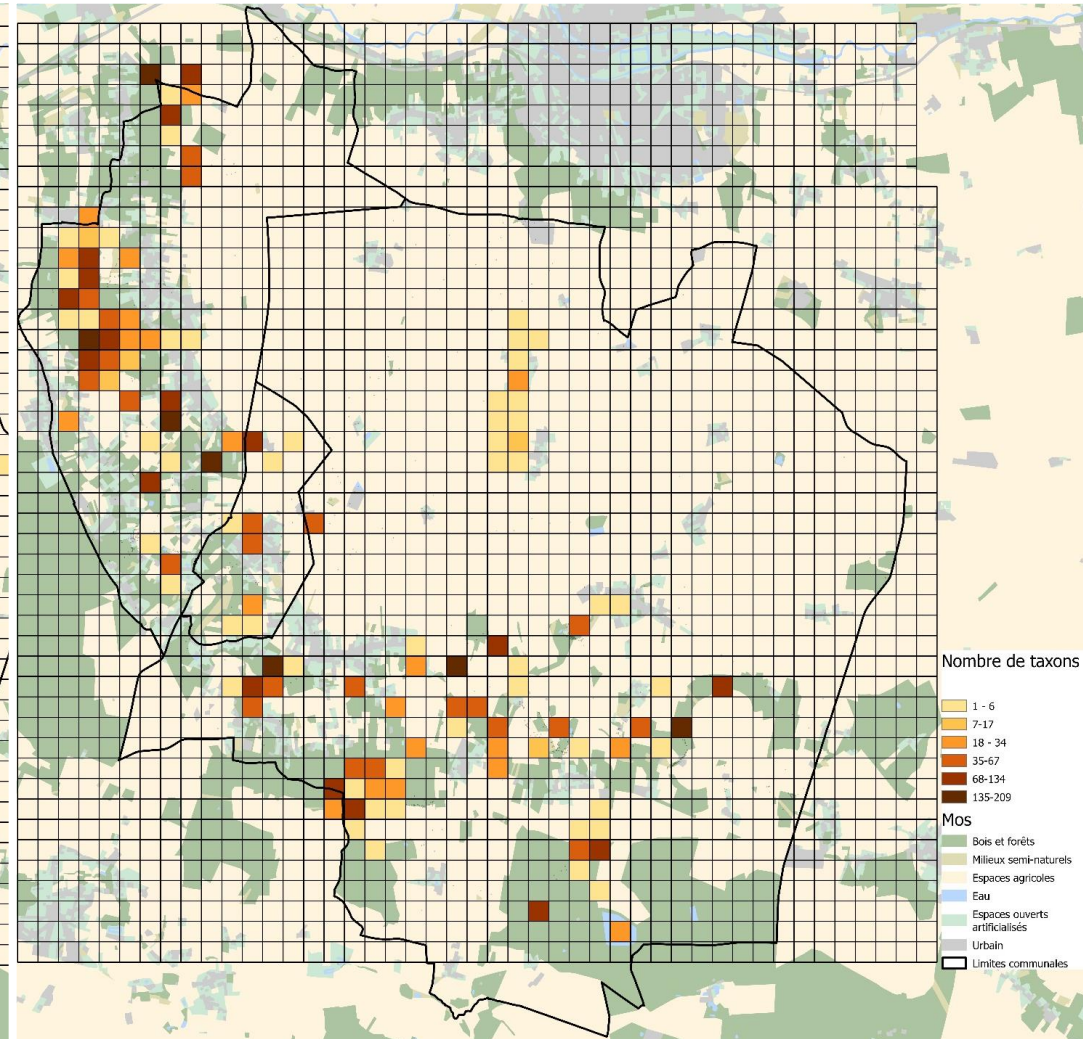 Nombre de taxons
1 - 6
7-17
18 - 34
35-67
68-134
135-209
Mos
Bois et forêts
Milieux semi-naturels
Espaces agricoles
Eau
Espaces ouverts
artificialisés
Urbain
Limites communales